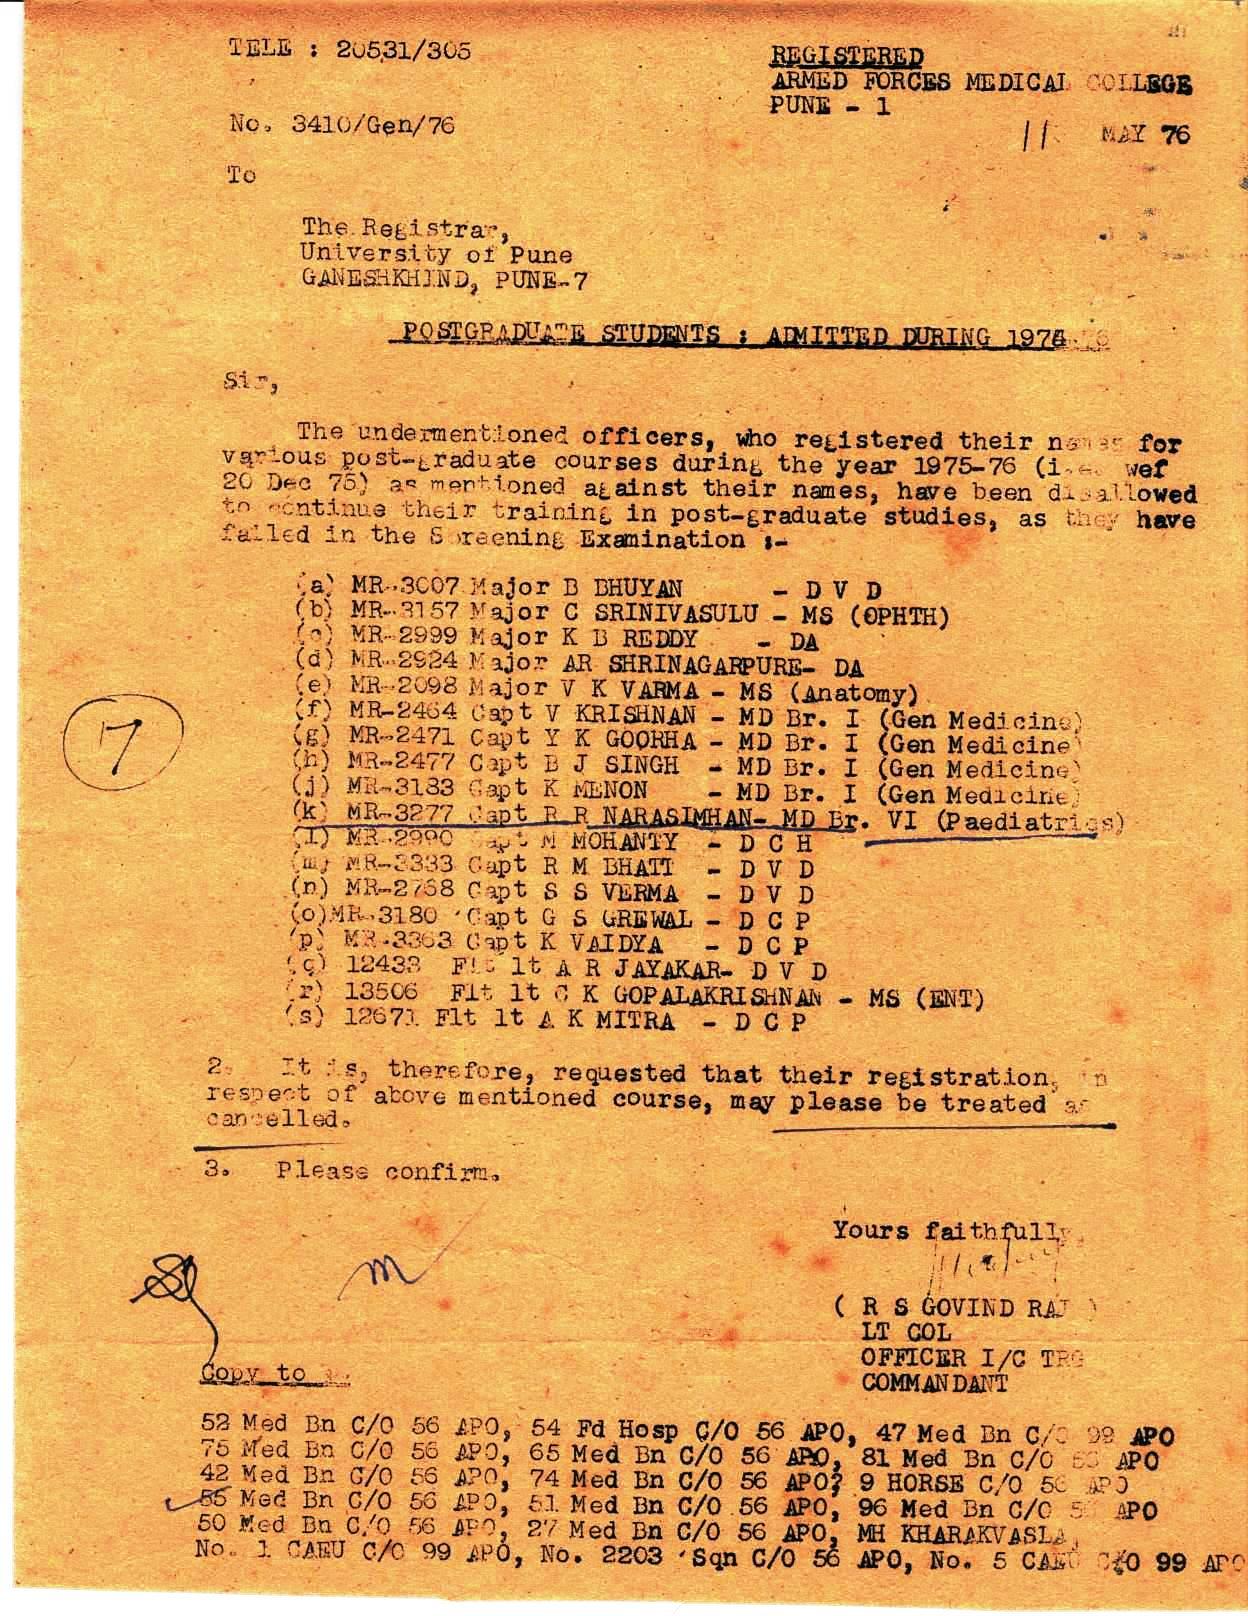 TELE : 20531/305
REGISTERED
ARMED FORCES MEDICAL COLLEGE
PUNE - 1
No. 3410/Gen/76
11 MAY 76
To
The Registrar,
University of Pune
GANESHKHIND, PUNE-7
POSTGRADUATE STUDENTS : ADMITTED DURING
Sir,
The undermentioned officers, who registered their names for
various post-graduate courses during the year 1975-76 (i.e. wef
20 Dec 75) as mentioned against their names, have been disallowed
to continue their training in post-graduate studies, as they have
failed in the Screening Examination :-
(a) MR-3007 Major B BHUYAN - D V D
(b) MR-3157 Major C SRINIVASULU - MS (OPHTH)
(c) MR-2999 Major K B REDDY - DA
(d) MR-2924 Major AR SHRINAGARPURE- DA
(e) MR-2098 Major V K VARMA - MS (Anatomy)
(f) MR-2464 Capt V KRISHNAN - MD Br. I (Gen Medicine)
(g) MR-2471 Capt Y K GOORHA - MD Br. I (Gen Medicine)
(h) MR-2477 Capt B J SINGH - MD Br. I (Gen Medicine)
(j) MR-3183 Capt K MENON - MD Br. I (Gen Medicine)
(k) MR-3277 Capt R R NARASIMHAN- MD Br. VI (Paediatrics)
(l) MR-2990 Capt M MOHANTY - D C H
(m) MR-3333 Capt R M BHATT - D V D
(n) MR-2768 Capt S S VERMA - D V D
(o)MR-3180 Capt G S GREWAL - D C P
(p) MR-3363 Capt K VAIDYA - D C P
(q) 12433 Flt lt A R JAYAKAR- D V D
(r) 13506 Flt lt C K GOPALAKRISHNAN - MS (ENT)
(s) 12671 Flt lt A K MITRA - D C P
17
2. It is, therefore, requested that their registration, in
respect of above mentioned course, may please be treated as
cancelled.
3. Please confirm.
Yours faithfully,
( R S GOVIND RAJ )
LT COL
OFFICER I/C TRG
COMMANDANT
Copy to
52 Med Bn C/O 56 APO, 54 Fd Hosp C/O 56 APO, 47 Med Bn C/O 99 APO
75 Med Bn C/O 56 APO, 65 Med Bn C/O 56 APO, 81 Med Bn C/O 56 APO
42 Med Bn C/O 56 APO, 74 Med Bn C/O 56 APO? 9 HORSE C/O 56 APO
55 Med Bn C/O 56 APO, 51 Med Bn C/O 56 APO, 96 Med Bn C/O 56 APO
50 Med Bn C/O 56 APO, 27 Med Bn C/O 56 APO, MH KHARAKVASLA,
No. 1 CAEU C/O 99 APO, No. 2203 Sqn C/O 56 APO, No. 5 CAEU C/O 99 APO